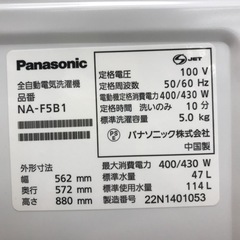 Panasonic
全自動電気洗濯機
品番
NA-F5B1
外形寸法
幅 562 mm
奥行 572 mm
高さ 880 mm
S JET
定格電圧 100 V
定格周波数 50/60 Hz
電動機定格消費電力 400/430 W
定格時間 洗いのみ 10 分
標準洗濯容量 5.0 kg
PS E
パナソニック株式会社
中国製
最大消費電力 400/430 W
標準水量 47 L
標準使用水量 114 L
製造番号 22N1401053